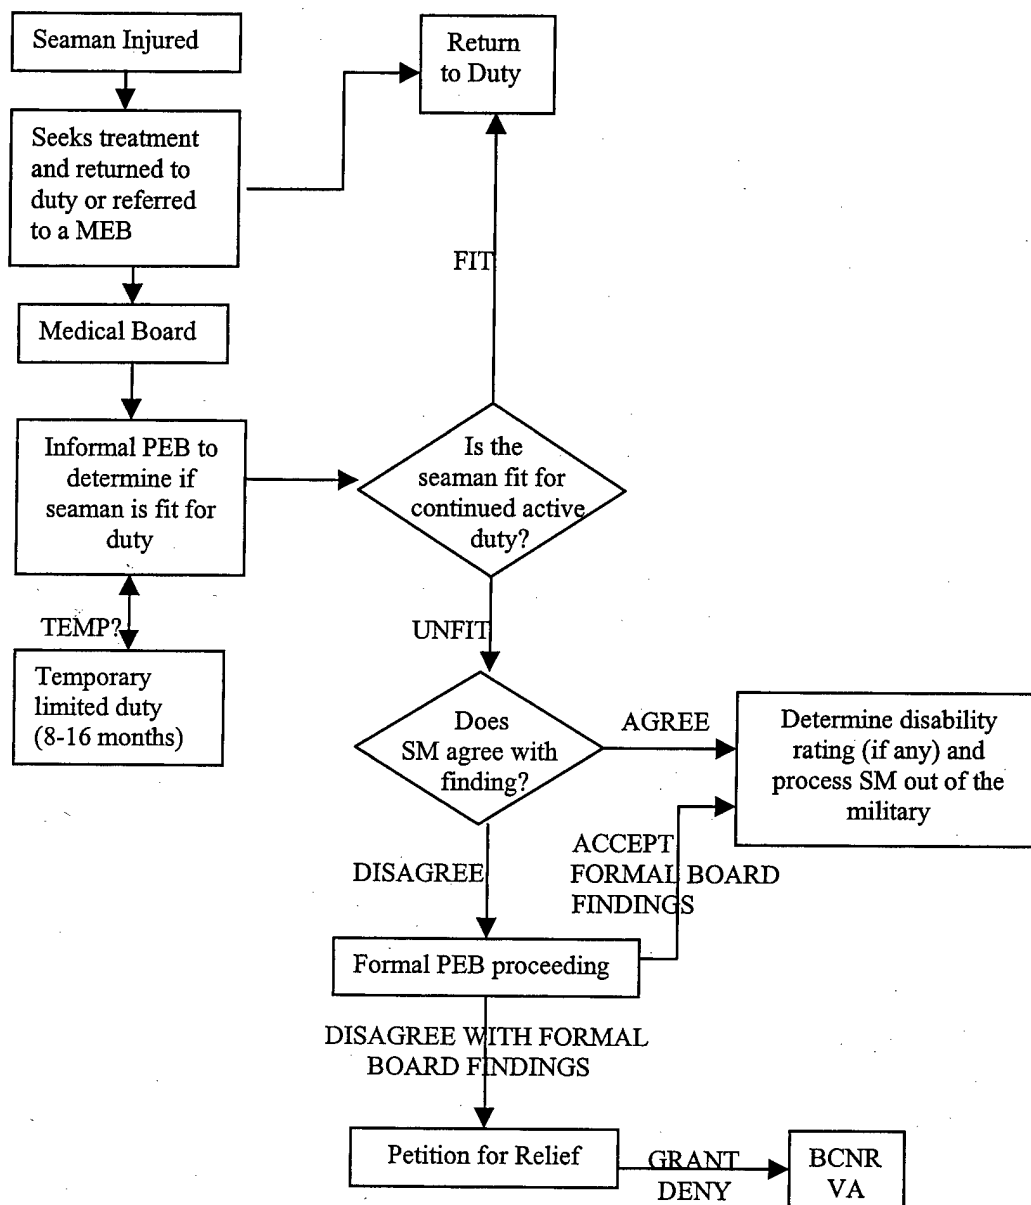 Seaman Injured
Return
to Duty
Seeks treatment
and returned to
duty or referred
to a MEB
FIT
Medical Board
Informal PEB to
determine if
seaman is fit for
duty
Is the
seaman fit for
continued active
duty?
TEMP?
UNFIT
Temporary
limited duty
(8-16 months)
Does
SM agree with
finding?
AGREE
Determine disability
rating (if any) and
process SM out of the
military
DISAGREE
ACCEPT
FORMAL BOARD
FINDINGS
Formal PEB proceeding
DISAGREE WITH FORMAL
BOARD FINDINGS
Petition for Relief
GRANT
DENY
BCNR
VA